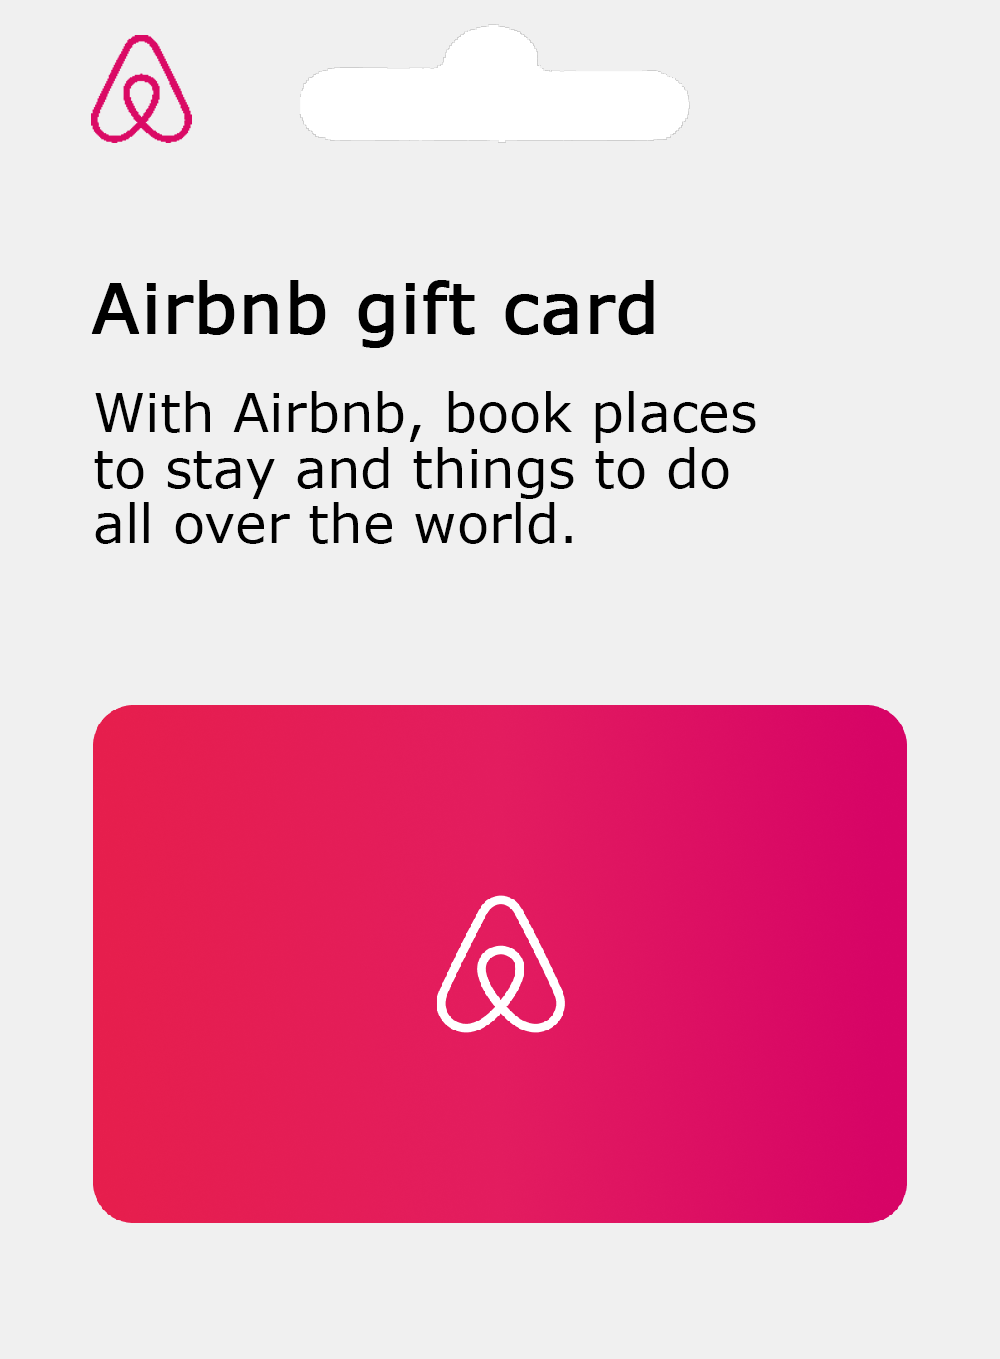 Airbnb gift card
With Airbnb, book places
to stay and things to do
all over the world.